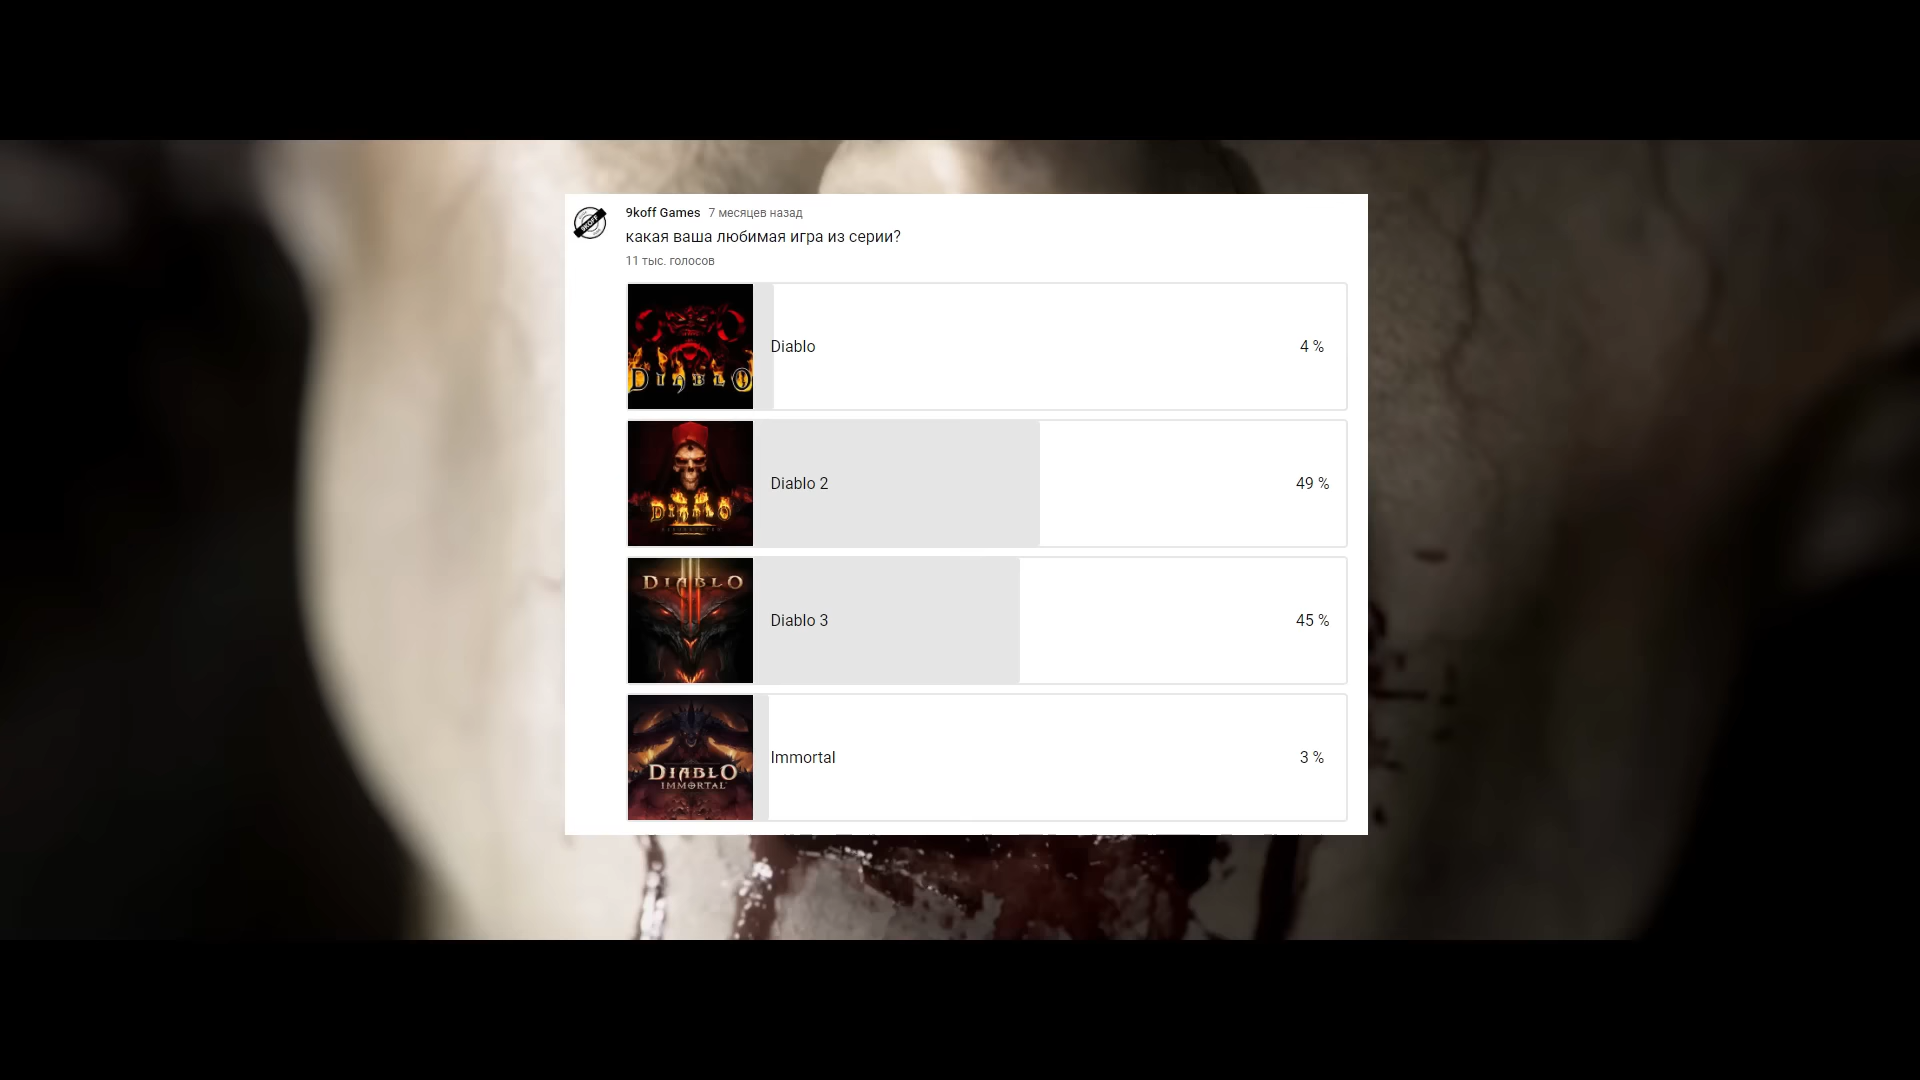 9koff Games 7 месяцев назад
какая ваша любимая игра из серии?
11 тыс. голосов
DIABLO
Diablo
4 %
DIABLO
Diablo 2
49 %
DIABLO
Diablo 3
45 %
DIABLO
IMMORTAL
Immortal
3 %